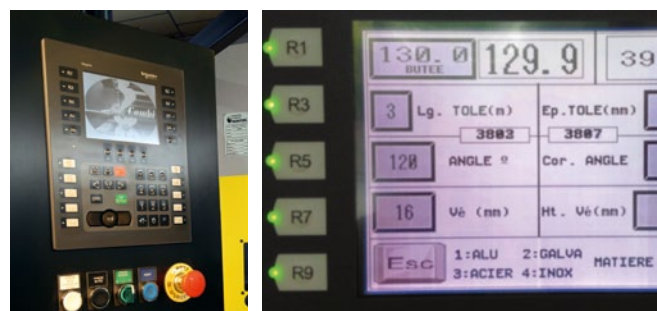 Schneider
Combi
R1
R3
R5
R7
R9
130.0
BUTEE
129.9
39
3 Lg. TOLE(m) Ep.TOLE(mm)
3803 3807
120 ANGLE º Cor. ANGLE
16 Vé (mm) Ht. Vé(mm)
Esc 1:ALU 2:GALVA MATIERE
3:ACIER 4:INOX